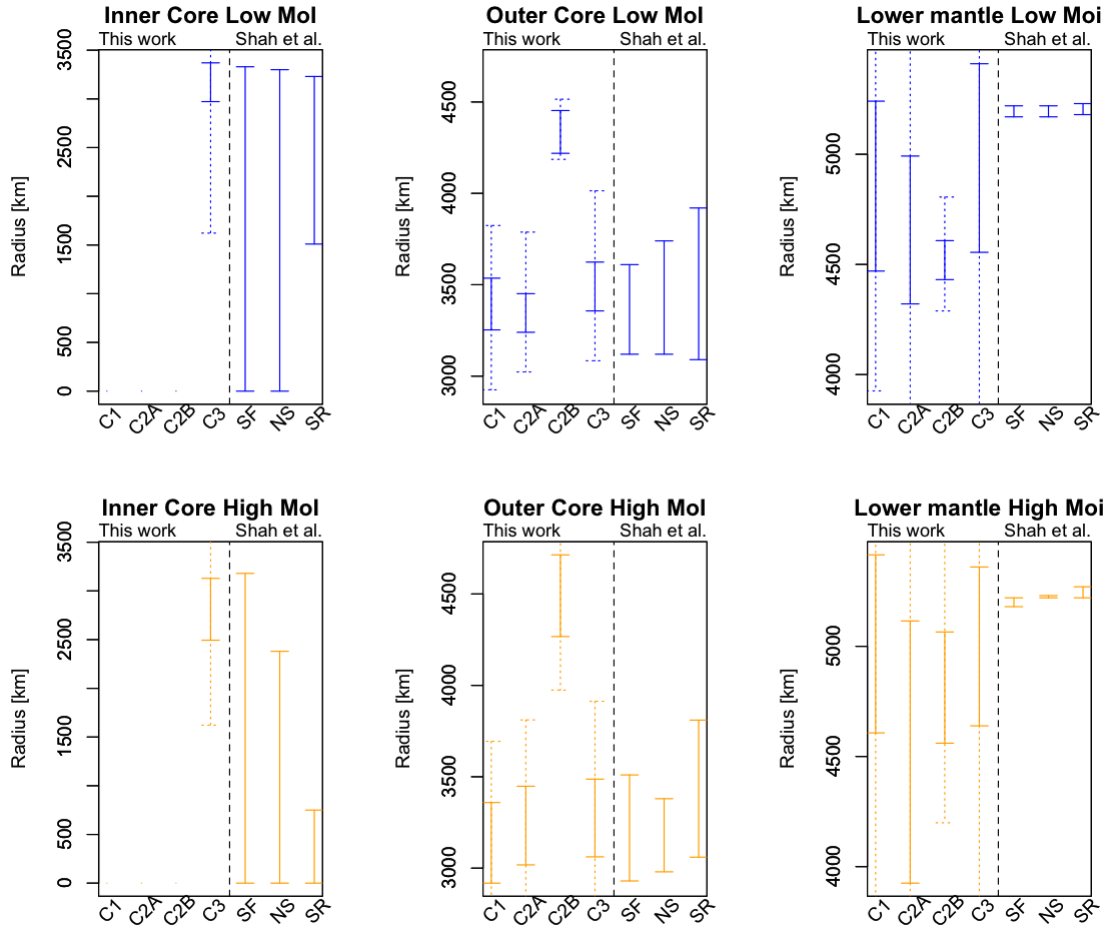 Inner Core Low MoI
This work Shah et al.
Radius [km]
3500
2500
1500
500
0
C1 C2A C2B C3 SF NS SR
Outer Core Low MoI
This work Shah et al.
Radius [km]
4500
4000
3500
3000
C1 C2A C2B C3 SF NS SR
Lower mantle Low Moi
This work Shah et al.
Radius [km]
5000
4500
4000
C1 C2A C2B C3 SF NS SR
Inner Core High MoI
This work Shah et al.
Radius [km]
3500
2500
1500
500
0
C1 C2A C2B C3 SF NS SR
Outer Core High MoI
This work Shah et al.
Radius [km]
4500
4000
3500
3000
C1 C2A C2B C3 SF NS SR
Lower mantle High Moi
This work Shah et al.
Radius [km]
5000
4500
4000
C1 C2A C2B C3 SF NS SR